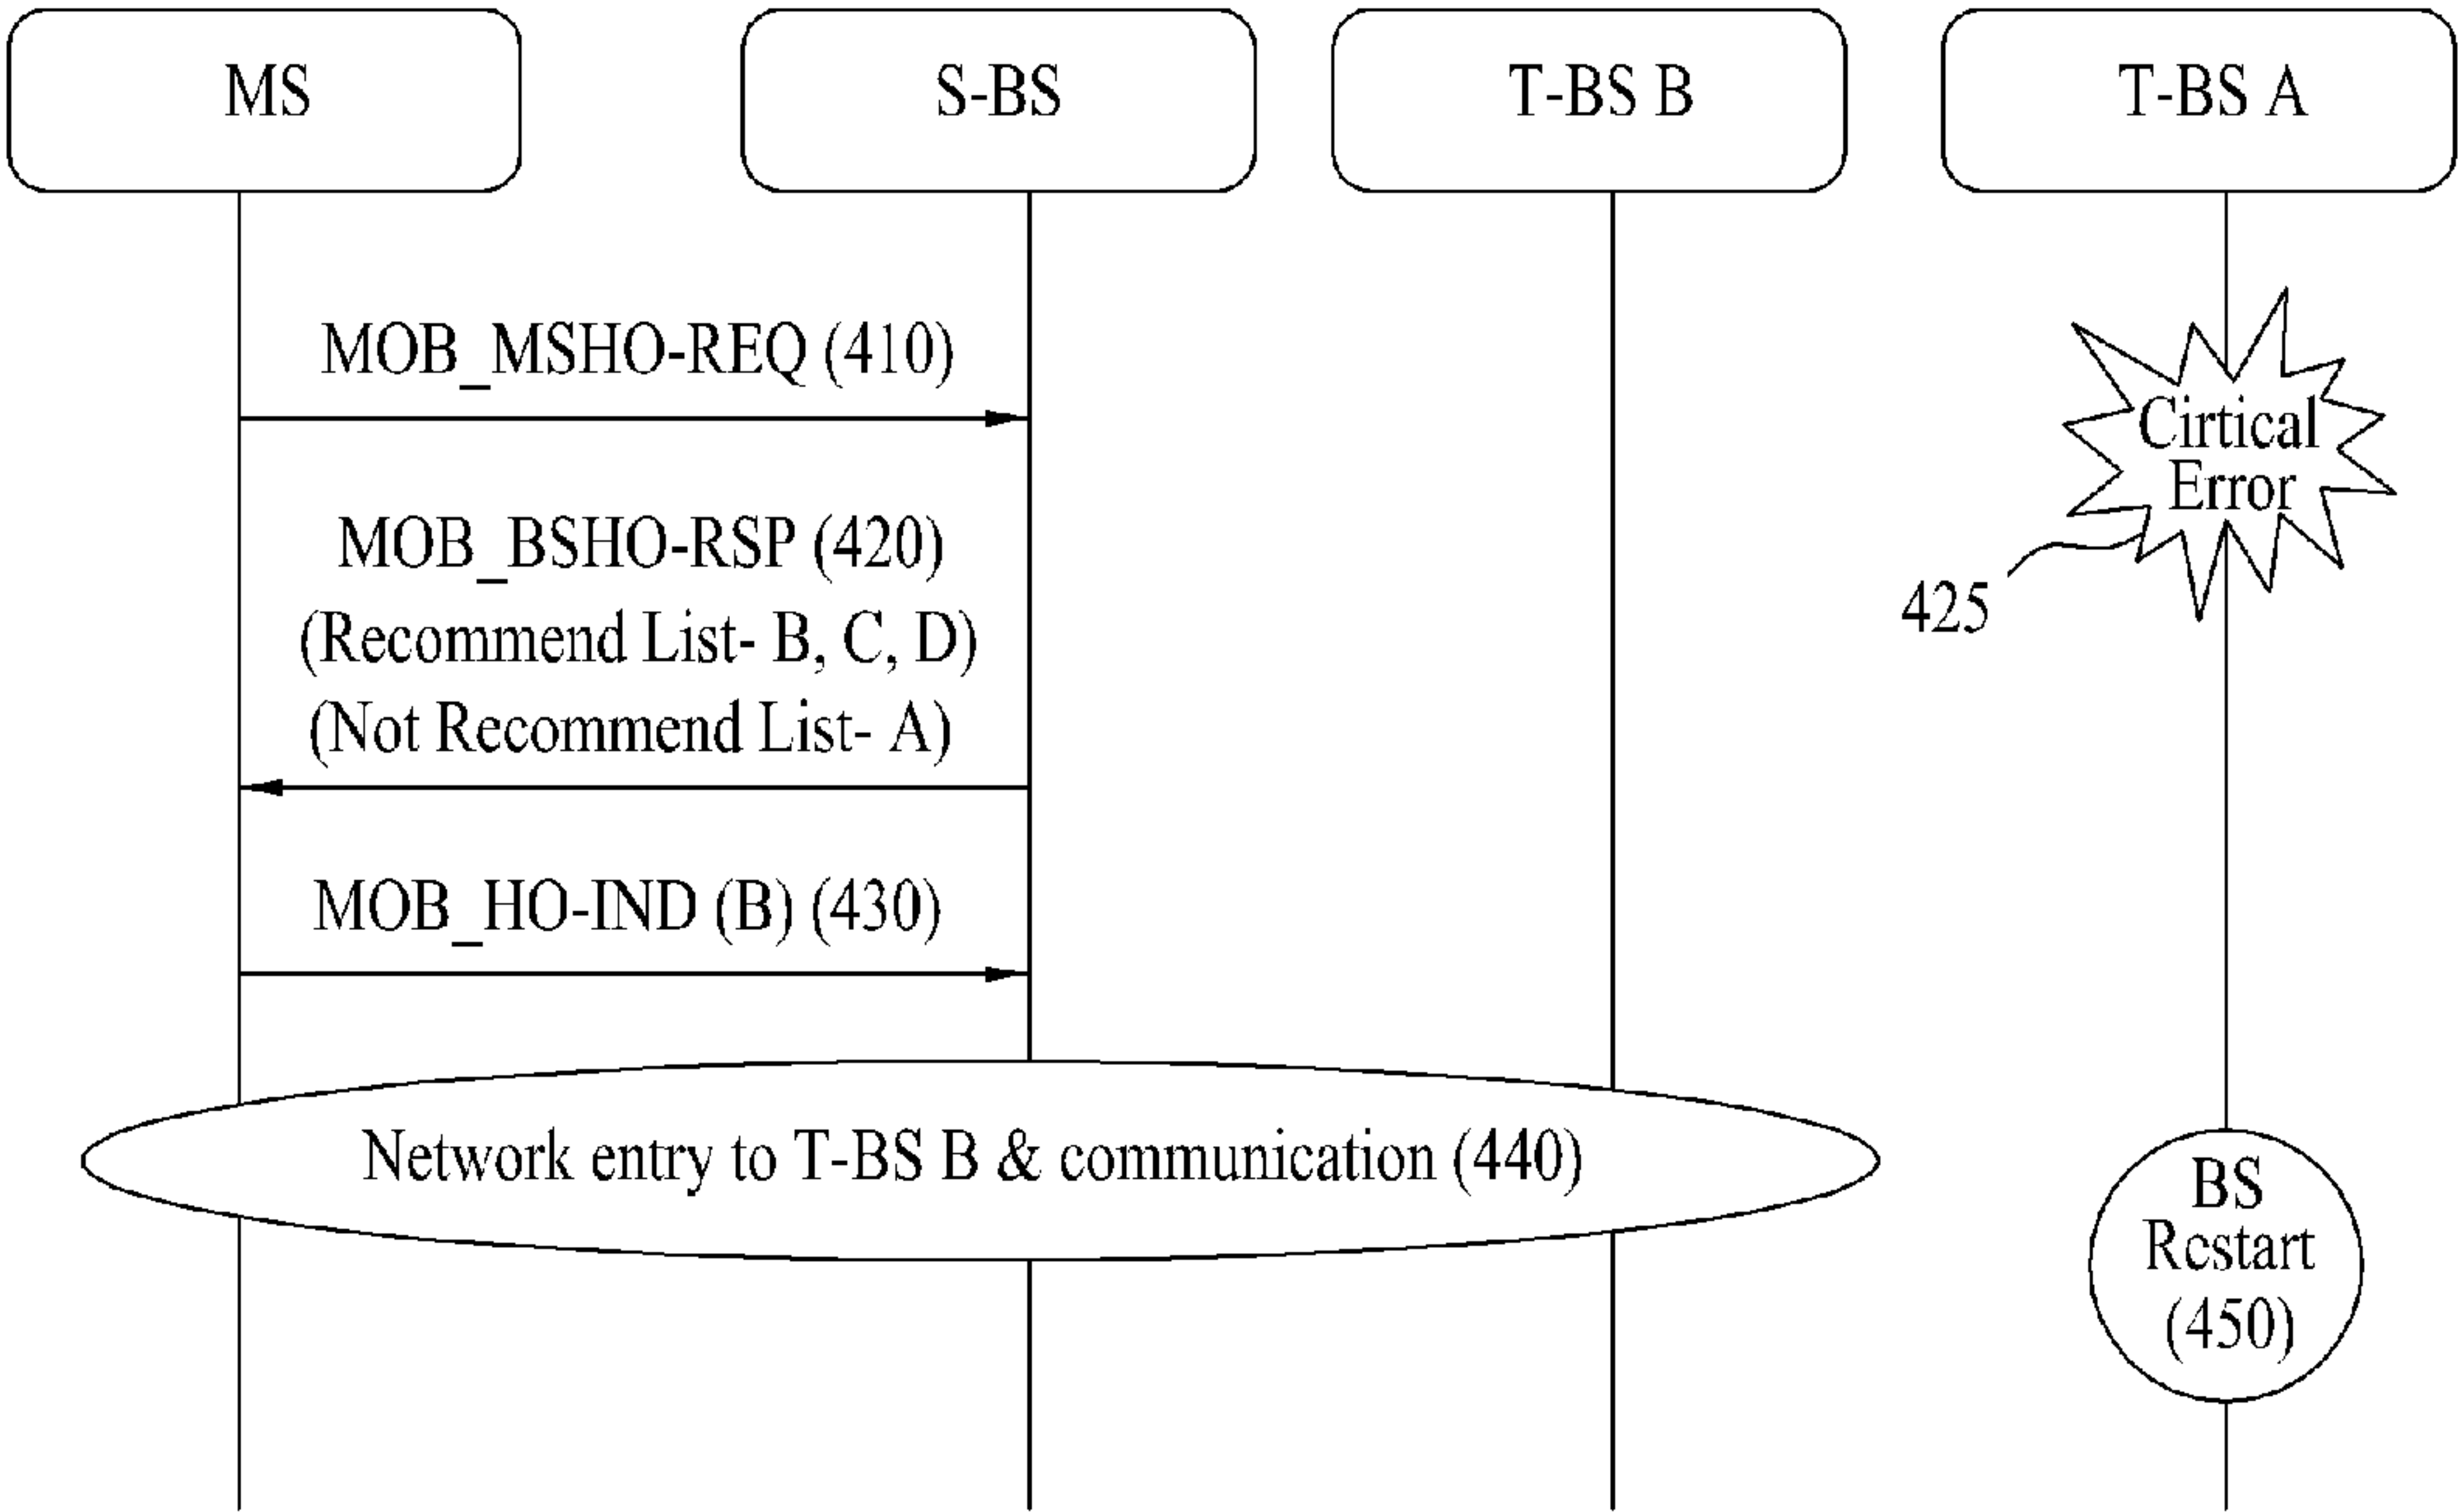 MS
S-BS
T-BS B
T-BS A
MOB_MSHO-REQ (410)
Cirtical
Error
425
MOB_BSHO-RSP (420)
(Recommend List- B, C, D)
(Not Recommend List- A)
MOB_HO-IND (B) (430)
Network entry to T-BS B & communication (440)
BS
Rcstart
(450)